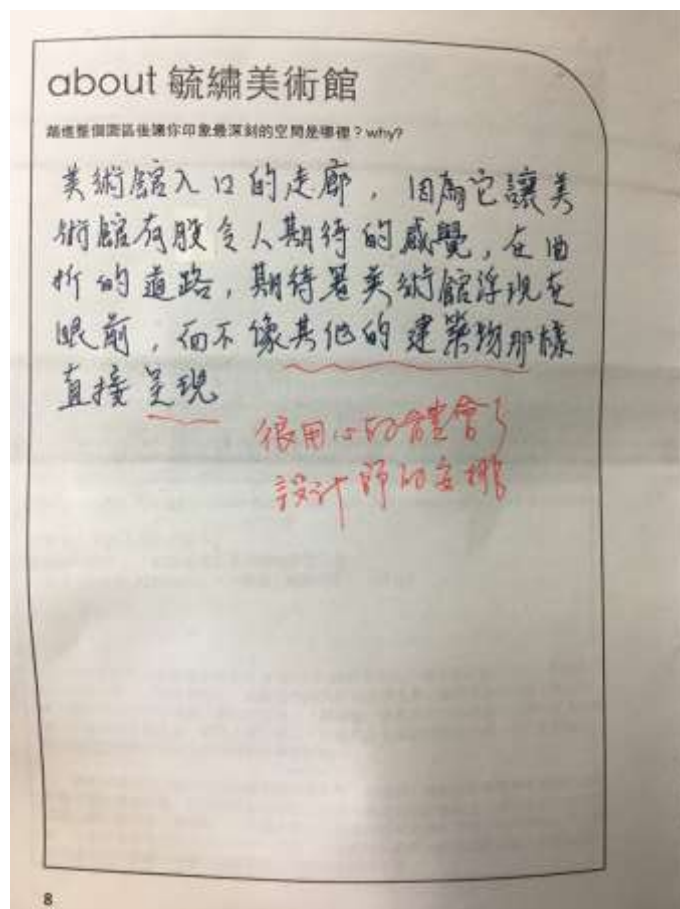 about 毓繡美術館
踏進整個園區後讓你印象最深刻的空間是哪裡？why?
美術館入口的走廊，因為它讓美
術館有股令人期待的感覺，在曲
折的道路，期待著美術館浮現在
眼前，而不像其他的建築物那樣
直接呈現
很用心的體會了
設計師的安排
8